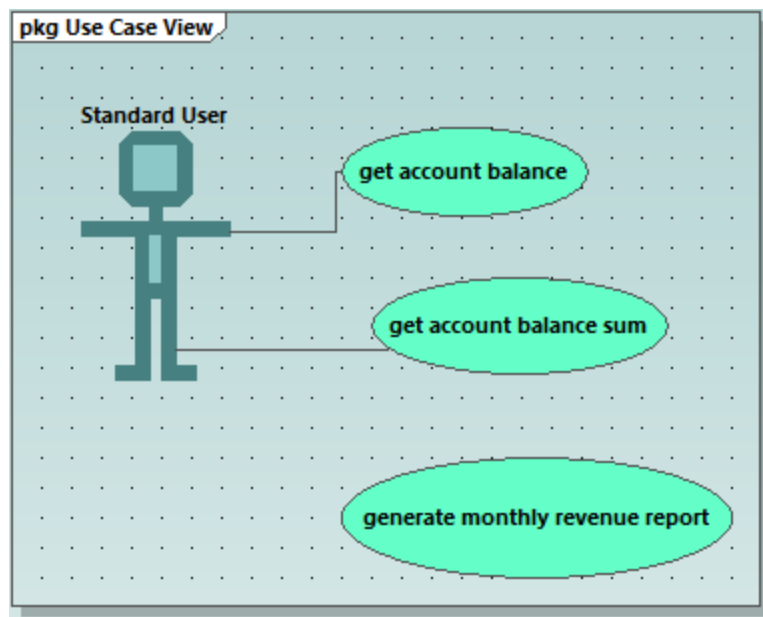 pkg Use Case View
Standard User
get account balance
get account balance sum
generate monthly revenue report